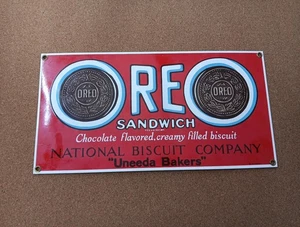 OREO
OREO
OREO
SANDWICH
Chocolate flavored, creamy filled biscuit
NATIONAL BISCUIT COMPANY
"Uneeda Bakers"